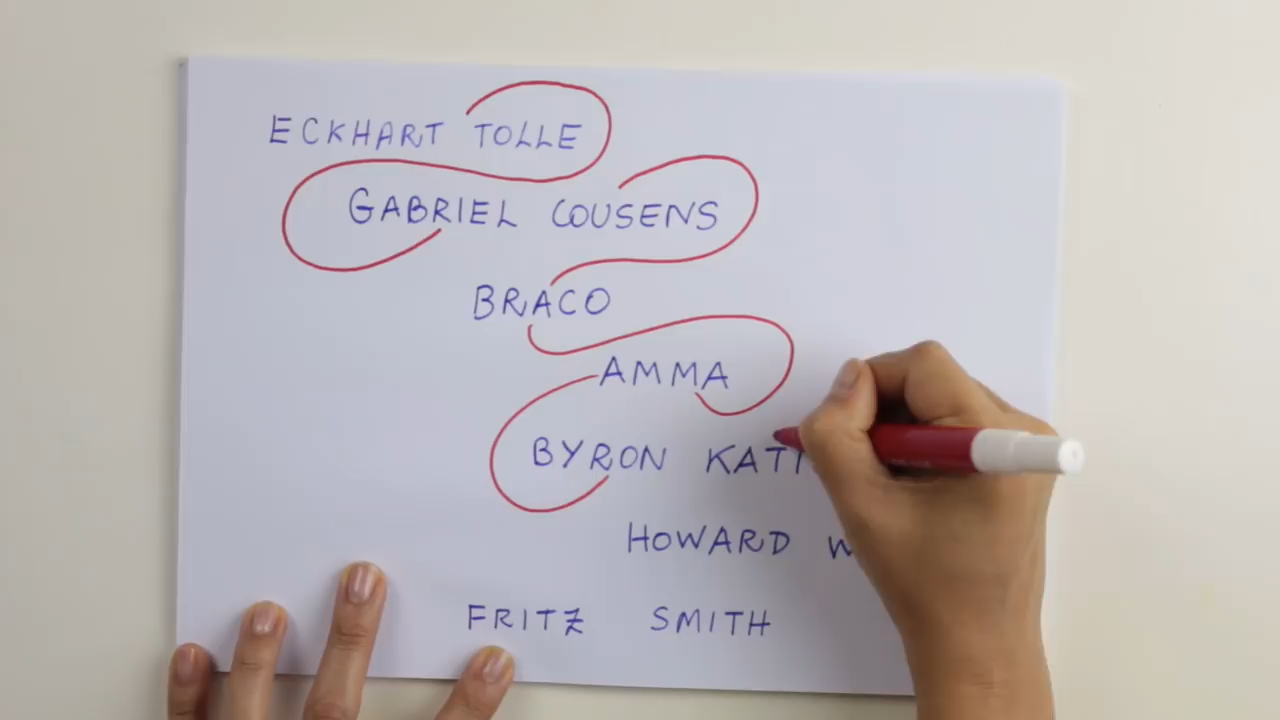 ECKHART TOLLE
GABRIEL COUSENS
BRACO
AMMA
BYRON
HOWARD
FRITZ SMITH